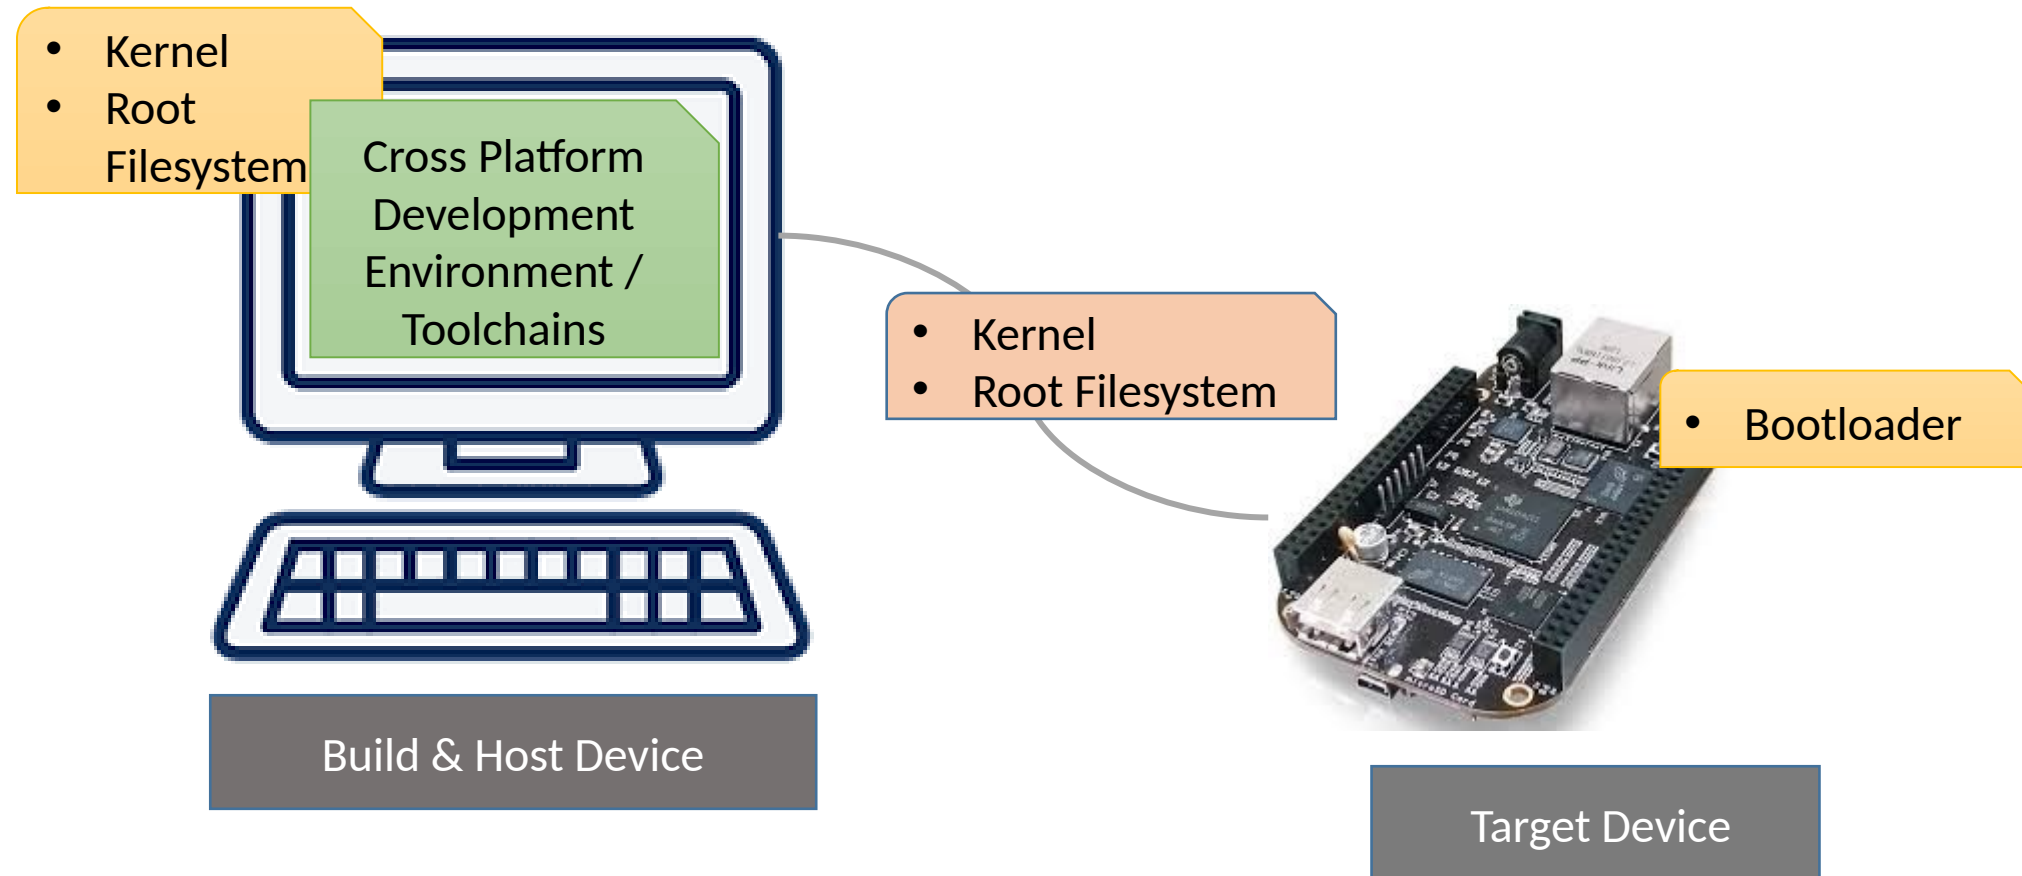 • Kernel
• Root
Filesystem
Cross Platform
Development
Environment /
Toolchains
• Kernel
• Root Filesystem
• Bootloader
Build & Host Device
Target Device